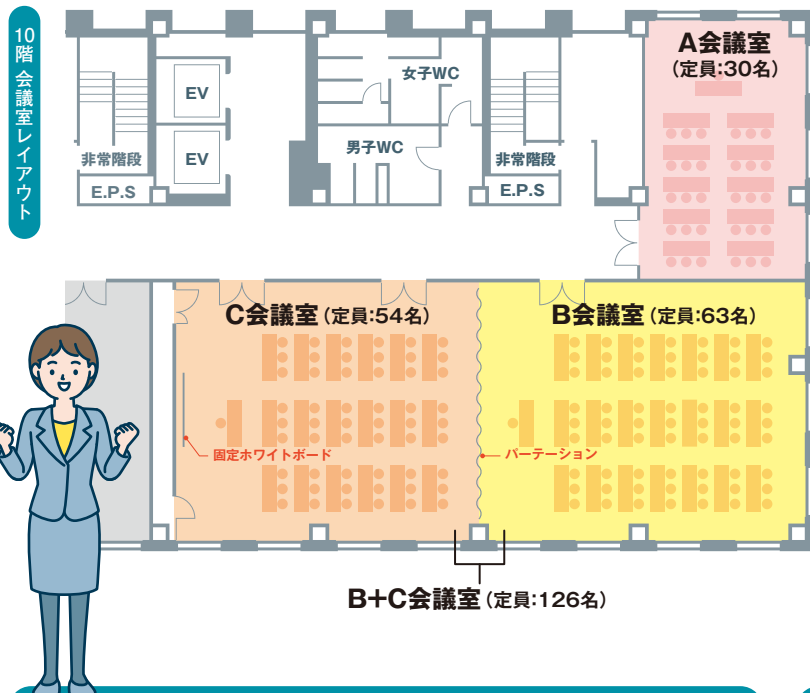 10階 会議室レイアウト
A会議室
(定員:30名)
女子WC
EV
男子WC
EV
非常階段
非常階段
E.P.S
E.P.S
C会議室(定員:54名)
B会議室(定員:63名)
固定ホワイトボード
パーテーション
B+C会議室(定員:126名)